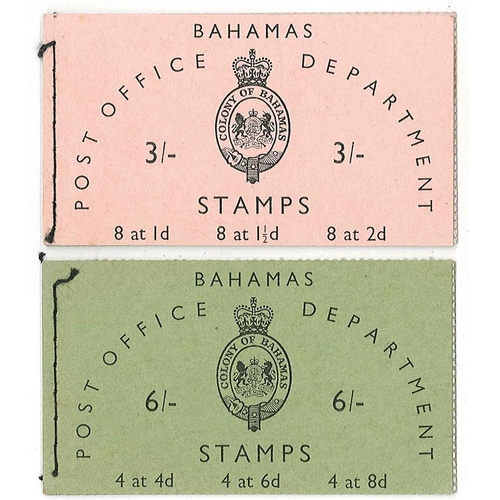 BAHAMAS
POST OFFICE DEPARTMENT
COLONY OF BAHAMAS
3/- 3/-
STAMPS
8 at 1d 8 at 1½d 8 at 2d
BAHAMAS
POST OFFICE DEPARTMENT
COLONY OF BAHAMAS
6/- 6/-
STAMPS
4 at 4d 4 at 6d 4 at 8d